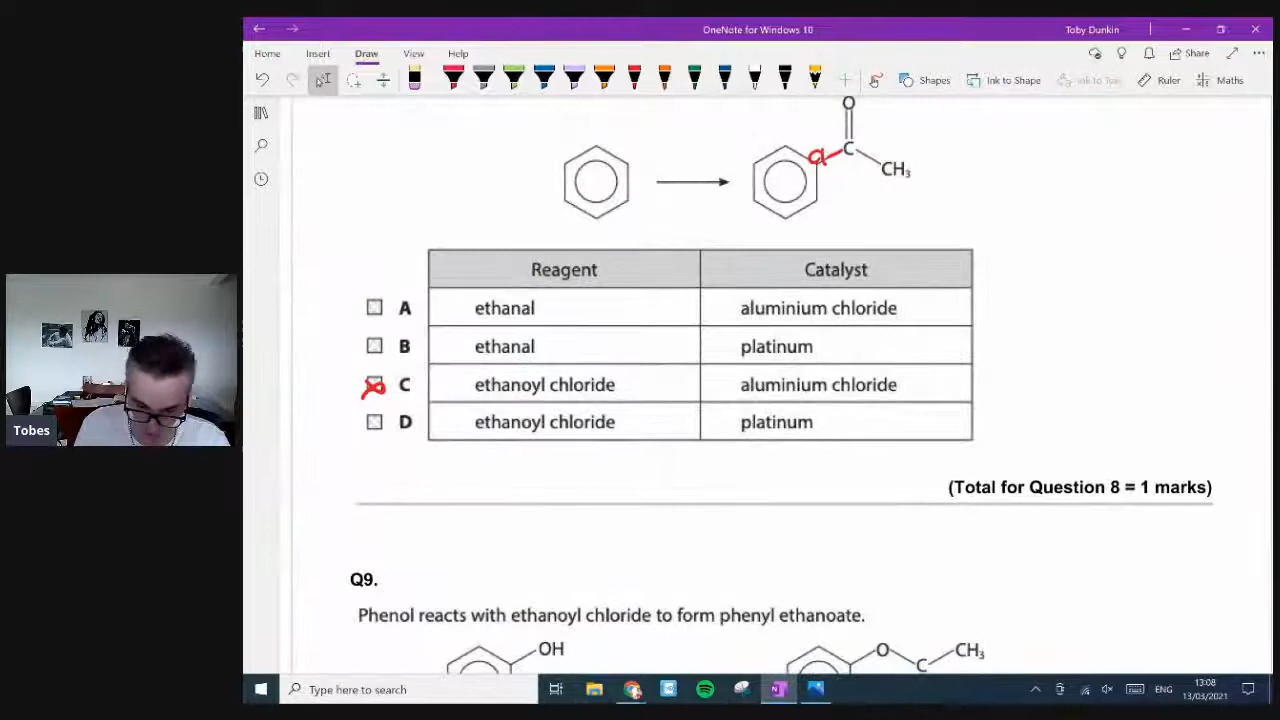 OneNote for Windows 10
Toby Dunkin
Home Insert Draw View Help
Share
Shapes Ink to Shape Ink to Text Ruler Maths
O
C
CH₃
Reagent Catalyst
A ethanal aluminium chloride
B ethanal platinum
C ethanoyl chloride aluminium chloride
D ethanoyl chloride platinum
(Total for Question 8 = 1 marks)
Q9.
Phenol reacts with ethanoyl chloride to form phenyl ethanoate.
OH O C CH₃
Tobes
Type here to search
ENG
13:08
13/03/2021